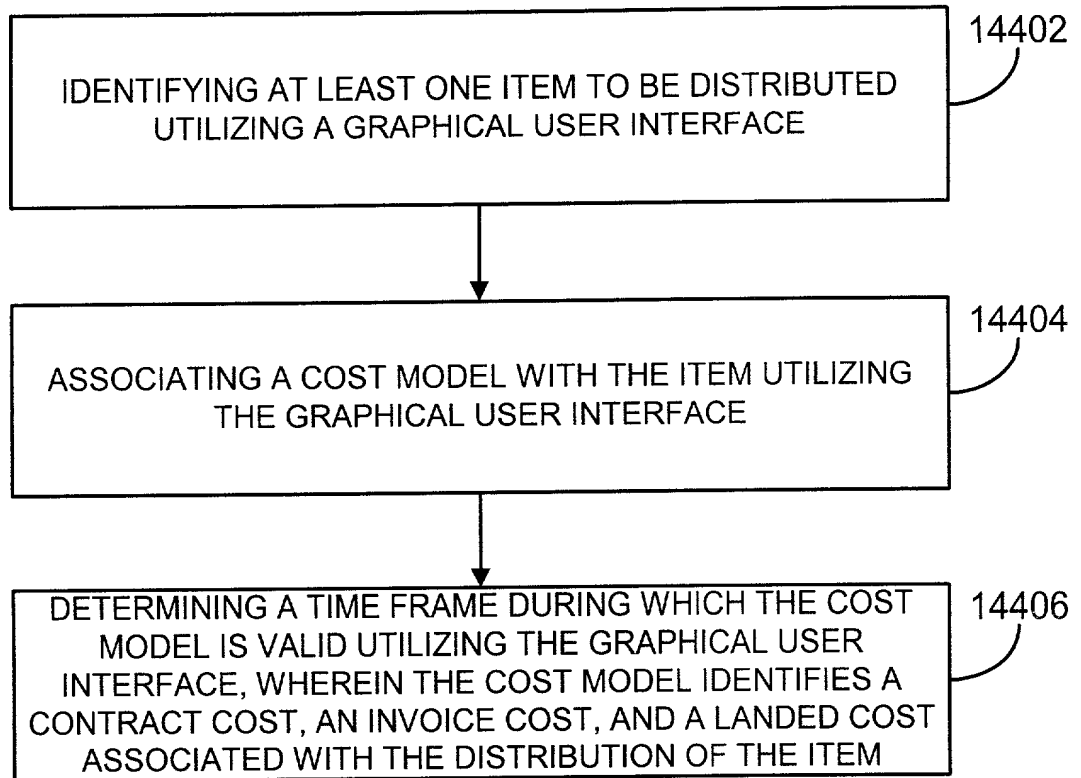 14402
IDENTIFYING AT LEAST ONE ITEM TO BE DISTRIBUTED
UTILIZING A GRAPHICAL USER INTERFACE
14404
ASSOCIATING A COST MODEL WITH THE ITEM UTILIZING
THE GRAPHICAL USER INTERFACE
14406
DETERMINING A TIME FRAME DURING WHICH THE COST
MODEL IS VALID UTILIZING THE GRAPHICAL USER
INTERFACE, WHEREIN THE COST MODEL IDENTIFIES A
CONTRACT COST, AN INVOICE COST, AND A LANDED COST
ASSOCIATED WITH THE DISTRIBUTION OF THE ITEM